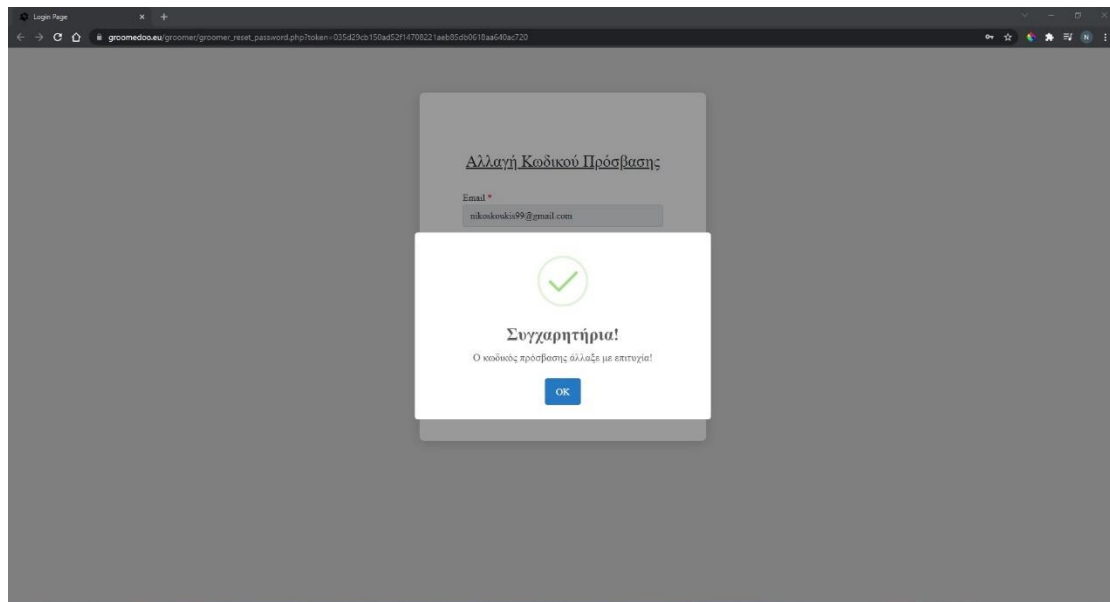 Login Page
groomedoo.eu/groomer/groomer_reset_password.php?token=035d29cb150ad52f14708221aeb85db0618aa640ac720
N
Αλλαγή Κωδικού Πρόσβασης
Email *
nikoskoukis99@gmail.com
Συγχαρητήρια!
Ο κωδικός πρόσβασης άλλαξε με επιτυχία!
OK